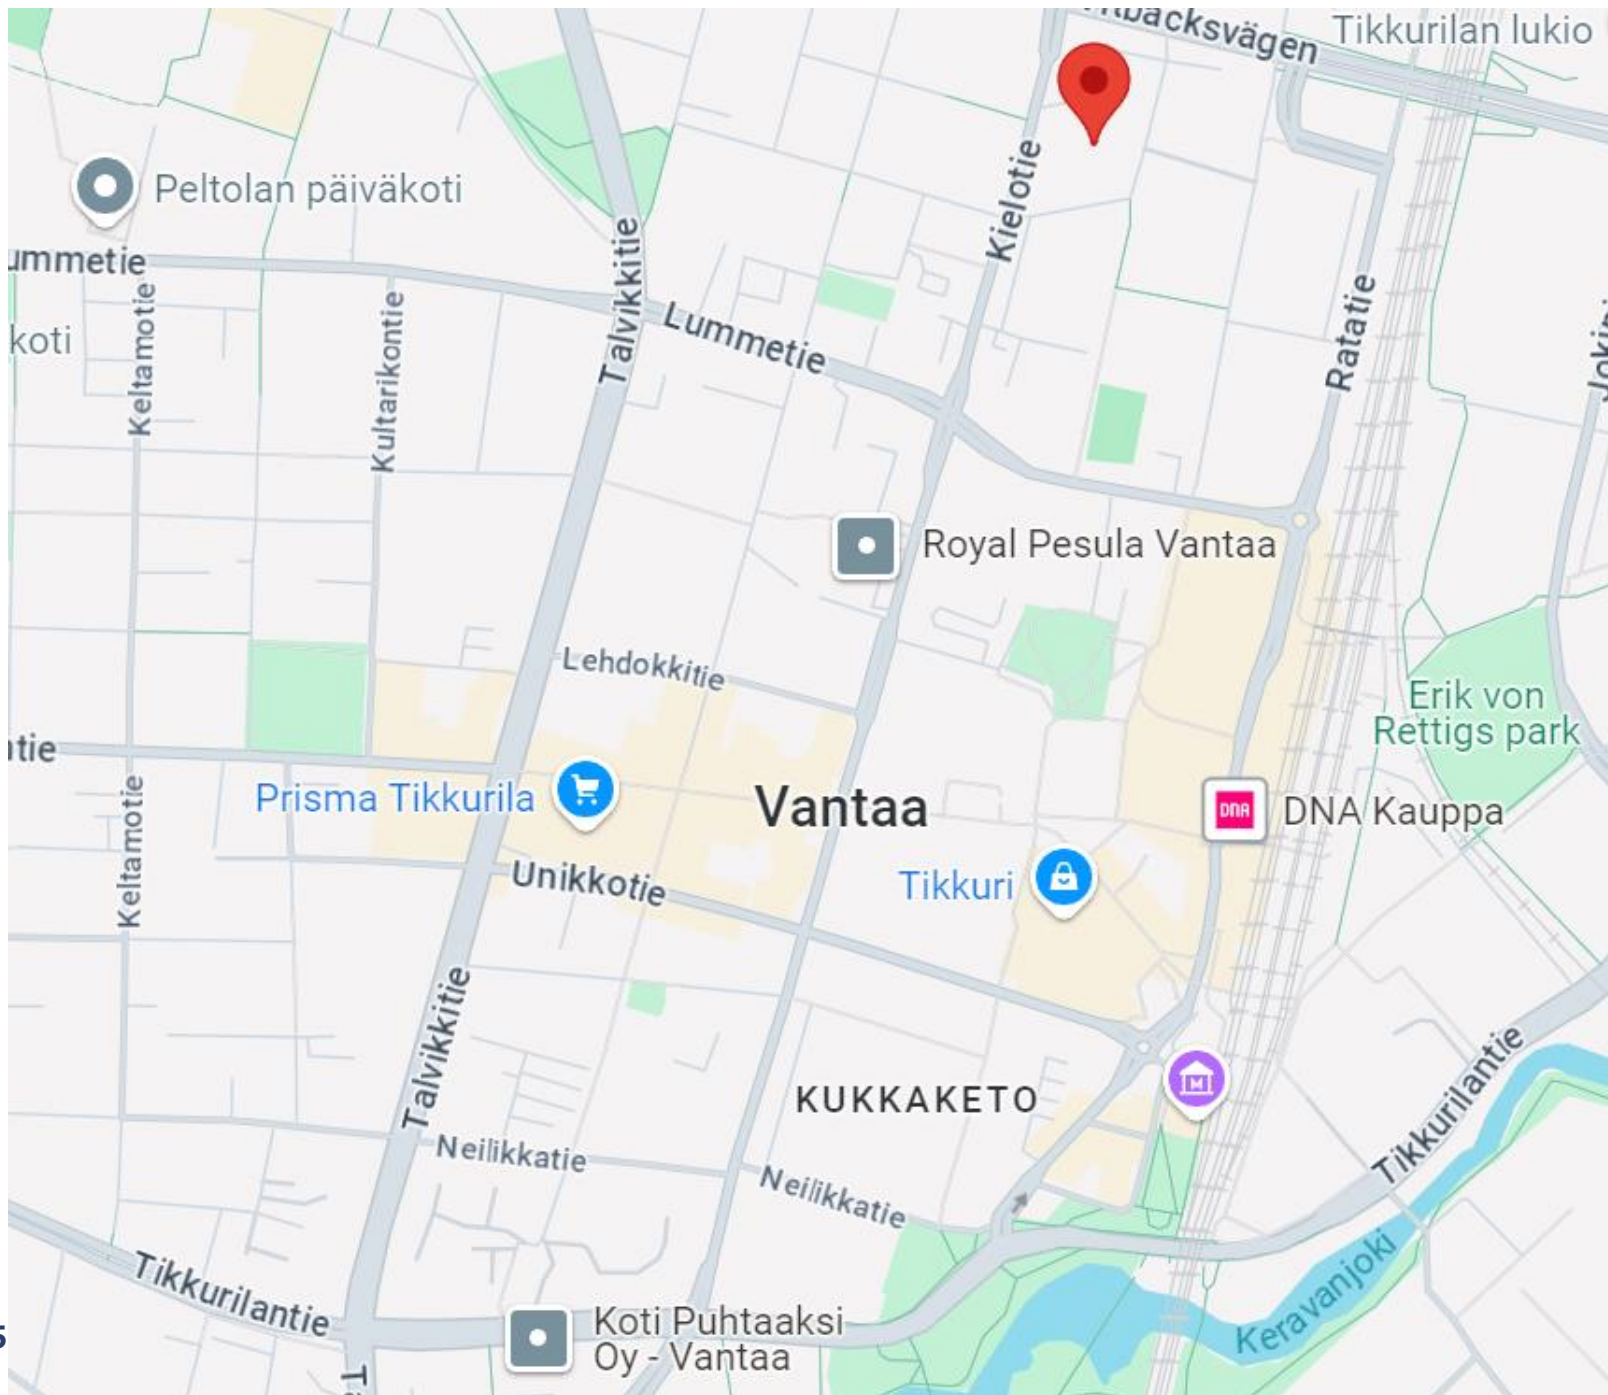 Tikkurilan lukio
Peltolan päiväkoti
Kielotie
Talvikkitie
Lummetie
Keltamotie
Kultarikontie
Ratatie
koti
Royal Pesula Vantaa
Lehdokkitie
Erik von
Rettigs park
Prisma Tikkurila
Vantaa
DNA
DNA Kauppa
Keltamotie
Unikkotie
Tikkuri
Talvikkitie
KUKKAKETO
M
Tikkurilantie
Neilikkatie
Neilikkatie
Tikkurilantie
Keravanjoki
Koti Puhtaaksi
Oy - Vantaa